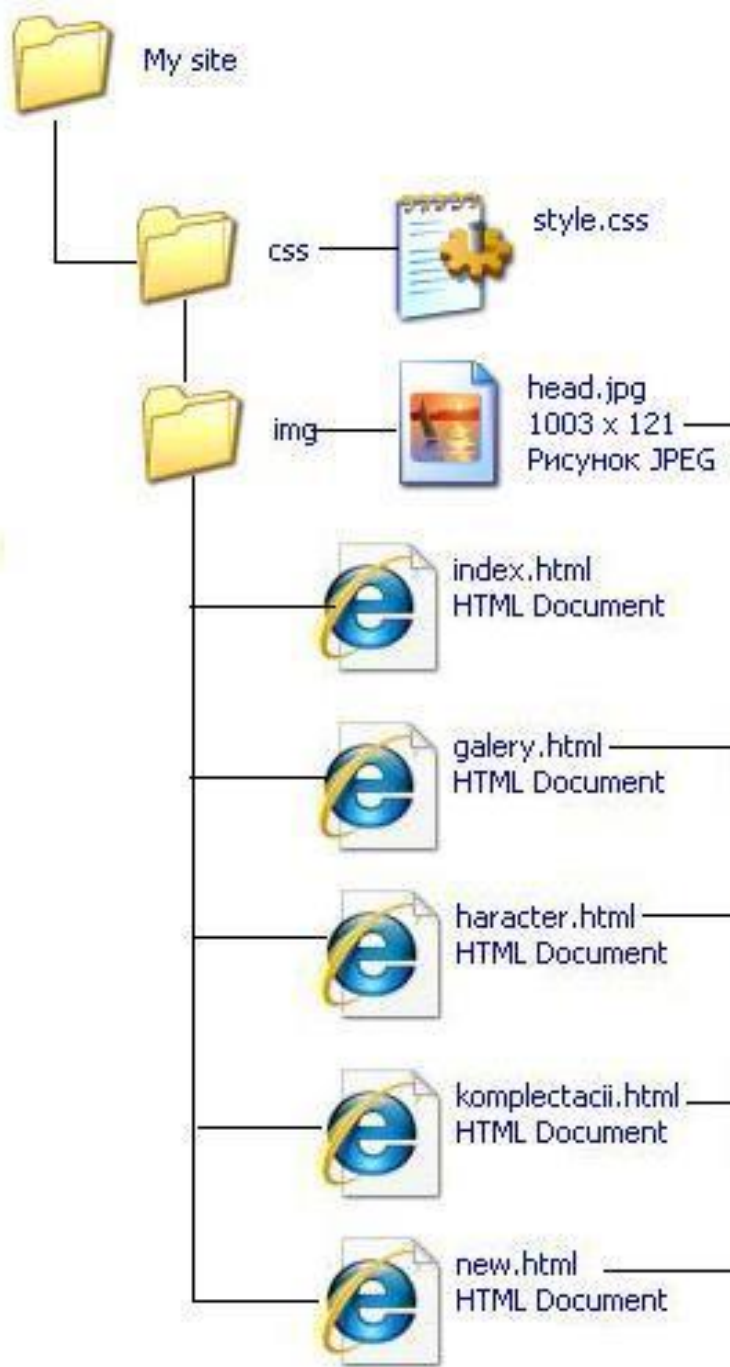 My site
css
style.css
img
head.jpg
1003 x 121
Рисунок JPEG
index.html
HTML Document
galery.html
HTML Document
haracter.html
HTML Document
komplectacii.html
HTML Document
new.html
HTML Document